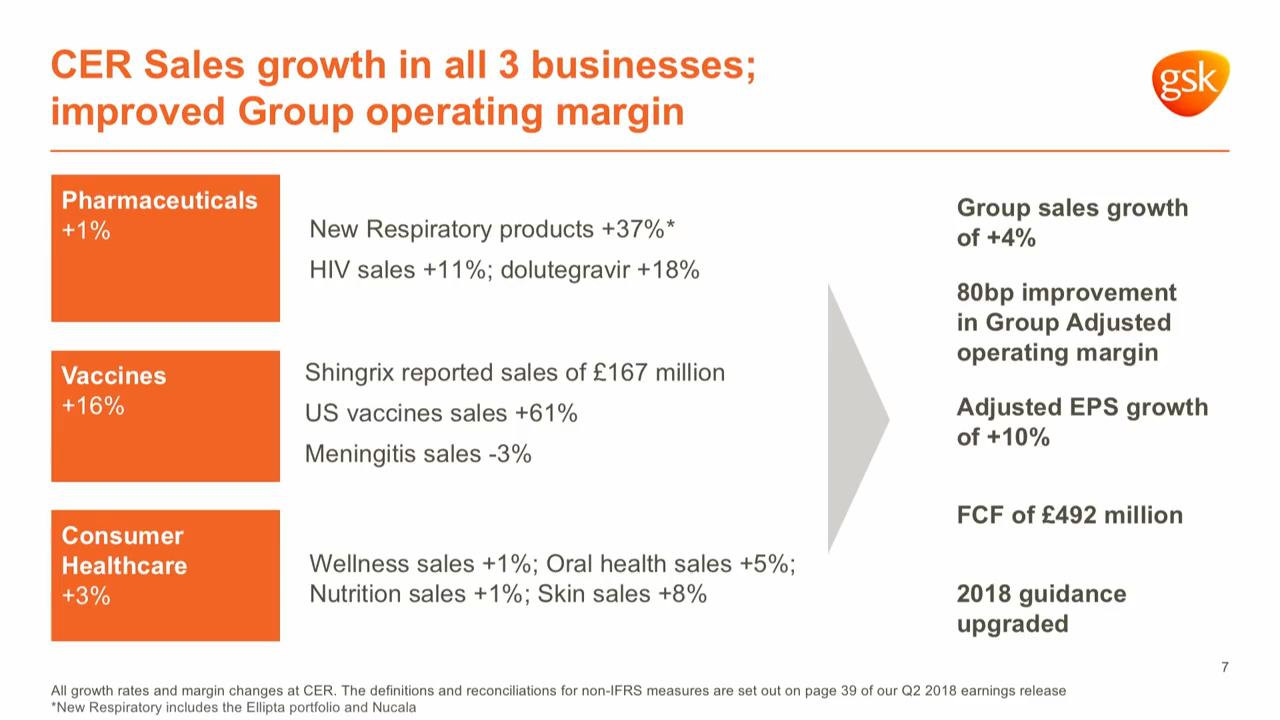 CER Sales growth in all 3 businesses;
improved Group operating margin
gsk
Pharmaceuticals
+1%
New Respiratory products +37%*
HIV sales +11%; dolutegravir +18%
Vaccines
+16%
Shingrix reported sales of £167 million
US vaccines sales +61%
Meningitis sales -3%
Consumer
Healthcare
+3%
Wellness sales +1%; Oral health sales +5%;
Nutrition sales +1%; Skin sales +8%
Group sales growth
of +4%
80bp improvement
in Group Adjusted
operating margin
Adjusted EPS growth
of +10%
FCF of £492 million
2018 guidance
upgraded
7
All growth rates and margin changes at CER. The definitions and reconciliations for non-IFRS measures are set out on page 39 of our Q2 2018 earnings release
*New Respiratory includes the Ellipta portfolio and Nucala